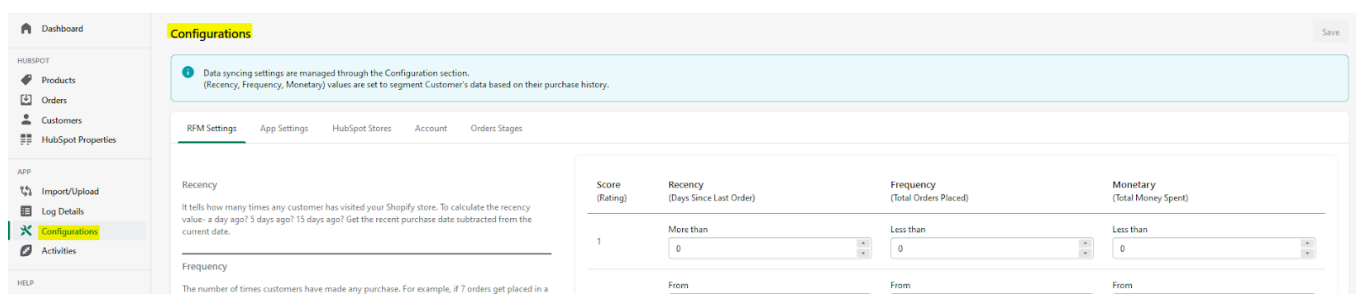 Dashboard
HUBSPOT
Products
Orders
Customers
HubSpot Properties
APP
Import/Upload
Log Details
Configurations
Activities
HELP
Configurations
Save
Data syncing settings are managed through the Configuration section.
(Recency, Frequency, Monetary) values are set to segment Customer's data based on their purchase history.
RFM Settings App Settings HubSpot Stores Account Orders Stages
Recency
It tells how many times any customer has visited your Shopify store. To calculate the recency
value- a day ago? 5 days ago? 15 days ago? Get the recent purchase date subtracted from the
current date.
Frequency
The number of times customers have made any purchase. For example, if 7 orders get placed in a
Score Recency Frequency Monetary
(Rating) (Days Since Last Order) (Total Orders Placed) (Total Money Spent)
More than Less than Less than
1 0 0 0
From From From